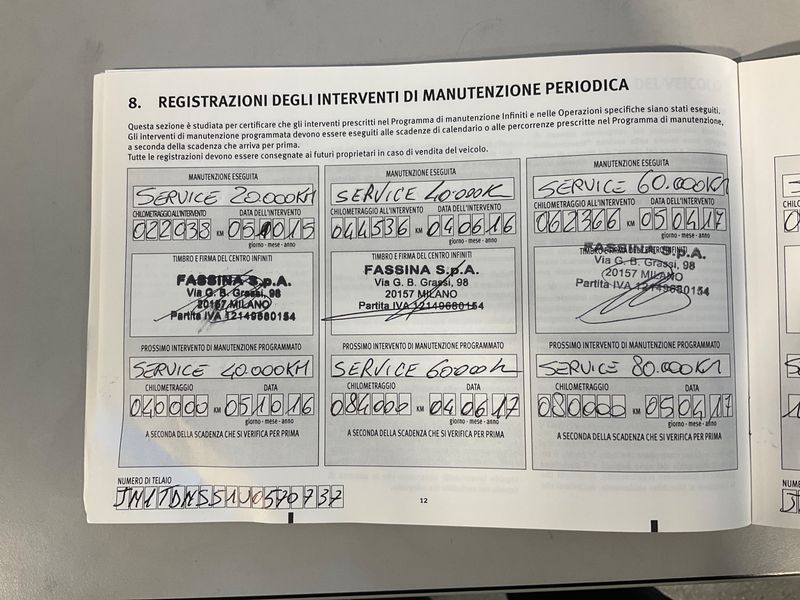 8. REGISTRAZIONI DEGLI INTERVENTI DI MANUTENZIONE PERIODICA
Questa sezione è studiata per certificare che gli interventi prescritti nel Programma di manutenzione Infiniti e nelle Operazioni specifiche siano stati eseguiti.
Gli interventi di manutenzione programmata devono essere eseguiti alle scadenze di calendario o alle percorrenze prescritte nel Programma di manutenzione,
a seconda della scadenza che arriva per prima.
Tutte le registrazioni devono essere consegnate ai futuri proprietari in caso di vendita del veicolo.
MANUTENZIONE ESEGUITA
SERVICE 20.000KM
CHILOMETRAGGIO ALL'INTERVENTO DATA DELL'INTERVENTO
022038 KM 051015
giorno - mese - anno
TIMBRO E FIRMA DEL CENTRO INFINITI
FASSINA S.p.A.
Via G. B. Grassi, 98
20157 MILANO
Partita IVA 12149680154
PROSSIMO INTERVENTO DI MANUTENZIONE PROGRAMMATO
SERVICE 40.000KM
CHILOMETRAGGIO DATA
040000 KM 051016
giorno - mese - anno
A SECONDA DELLA SCADENZA CHE SI VERIFICA PER PRIMA
MANUTENZIONE ESEGUITA
SERVICE 40.000K
CHILOMETRAGGIO ALL'INTERVENTO DATA DELL'INTERVENTO
044536 KM 040616
giorno - mese - anno
TIMBRO E FIRMA DEL CENTRO INFINITI
FASSINA S.p.A.
Via G. B. Grassi, 98
20157 MILANO
Partita IVA 12149680154
PROSSIMO INTERVENTO DI MANUTENZIONE PROGRAMMATO
SERVICE 60000K
CHILOMETRAGGIO DATA
084000 KM 040617
giorno - mese - anno
A SECONDA DELLA SCADENZA CHE SI VERIFICA PER PRIMA
MANUTENZIONE ESEGUITA
SERVICE 60.000KM
CHILOMETRAGGIO ALL'INTERVENTO DATA DELL'INTERVENTO
062366 KM 050417
giorno - mese - anno
TIMBRO E FIRMA DEL CENTRO INFINITI
FASSINA S.p.A.
Via G. B. Grassi, 98
20157 MILANO
Partita IVA 12149680154
PROSSIMO INTERVENTO DI MANUTENZIONE PROGRAMMATO
SERVICE 80.000KM
CHILOMETRAGGIO DATA
080000 KM 050417
giorno - mese - anno
A SECONDA DELLA SCADENZA CHE SI VERIFICA PER PRIMA
NUMERO DI TELAIO
12